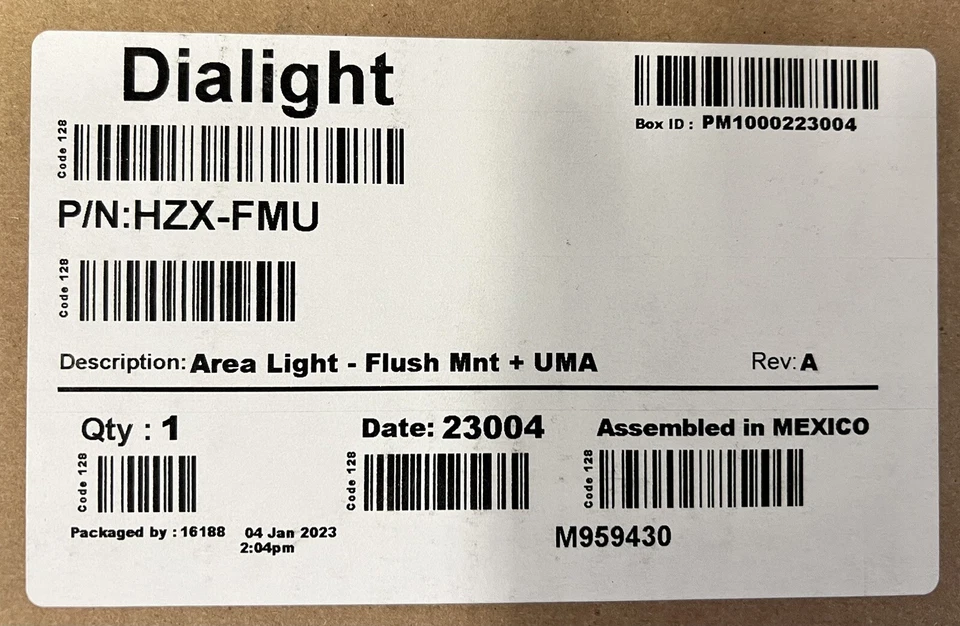 Dialight
Code 128
Box ID : PM1000223004
P/N:HZX-FMU
Code 128
Description: Area Light - Flush Mnt + UMA Rev: A
Qty : 1 Date: 23004 Assembled in MEXICO
Code 128 Code 128 Code 128
Packaged by : 16188 04 Jan 2023
2:04pm
M959430